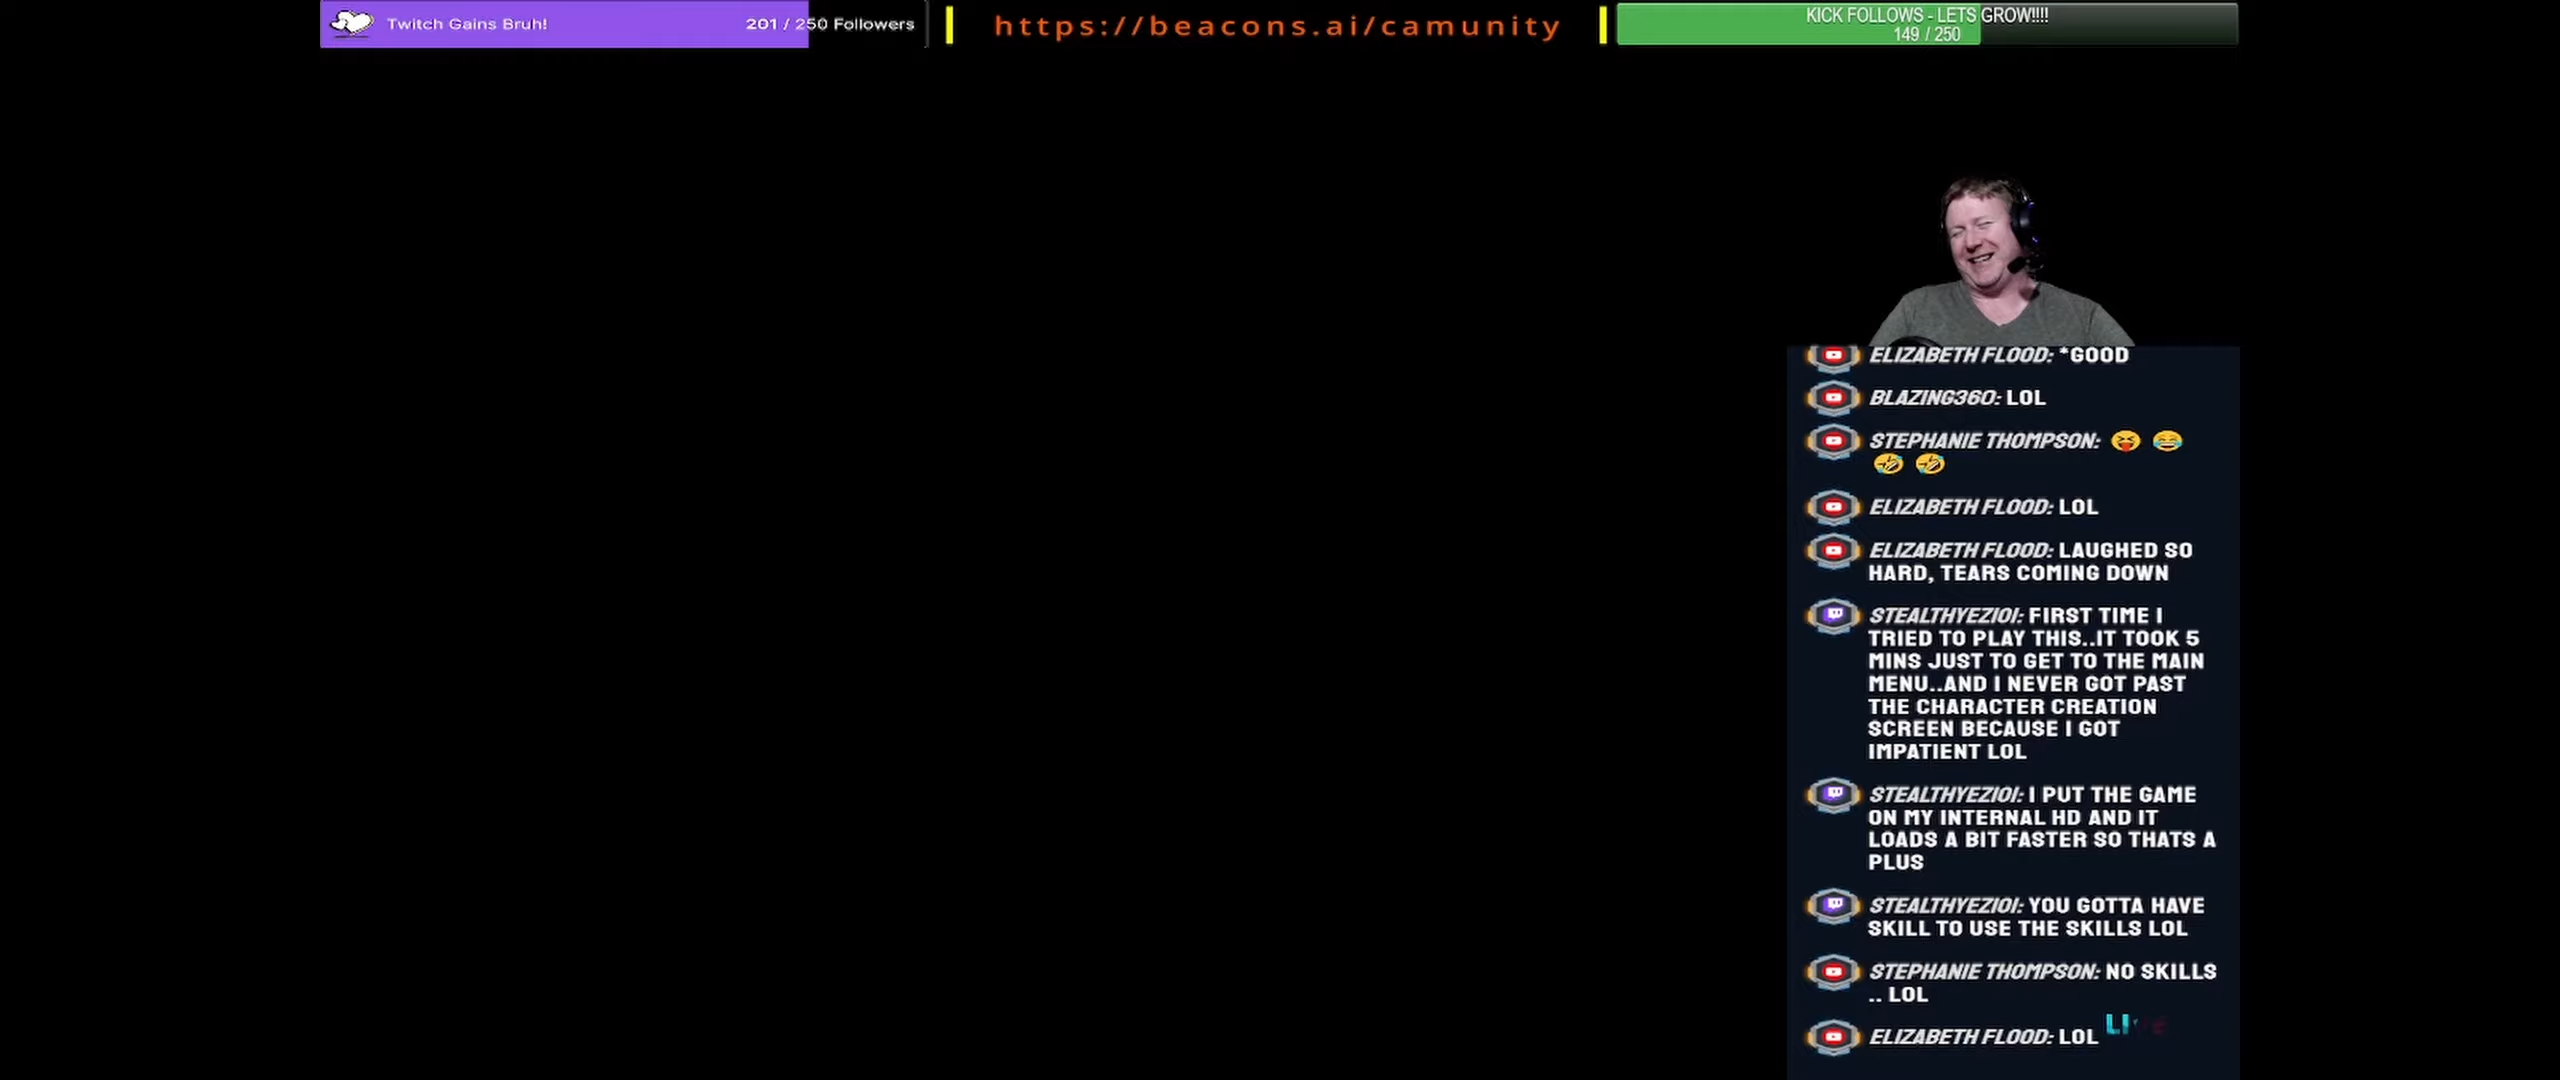 Twitch Gains Bruh! 201 / 250 Followers
https://beacons.ai/camunity
KICK FOLLOWS - LETS GROW!!!!
149 / 250
ELIZABETH FLOOD: *GOOD
BLAZING360: LOL
STEPHANIE THOMPSON: 😝 😂
🤣 🤣
ELIZABETH FLOOD: LOL
ELIZABETH FLOOD: LAUGHED SO
HARD, TEARS COMING DOWN
STEALTHYEZIO1: FIRST TIME I
TRIED TO PLAY THIS..IT TOOK 5
MINS JUST TO GET TO THE MAIN
MENU..AND I NEVER GOT PAST
THE CHARACTER CREATION
SCREEN BECAUSE I GOT
IMPATIENT LOL
STEALTHYEZIO1: I PUT THE GAME
ON MY INTERNAL HD AND IT
LOADS A BIT FASTER SO THATS A
PLUS
STEALTHYEZIO1: YOU GOTTA HAVE
SKILL TO USE THE SKILLS LOL
STEPHANIE THOMPSON: NO SKILLS
.. LOL
ELIZABETH FLOOD: LOL